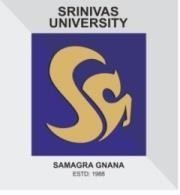 SRINIVAS
UNIVERSITY
SAMAGRA GNANA
ESTD: 1988